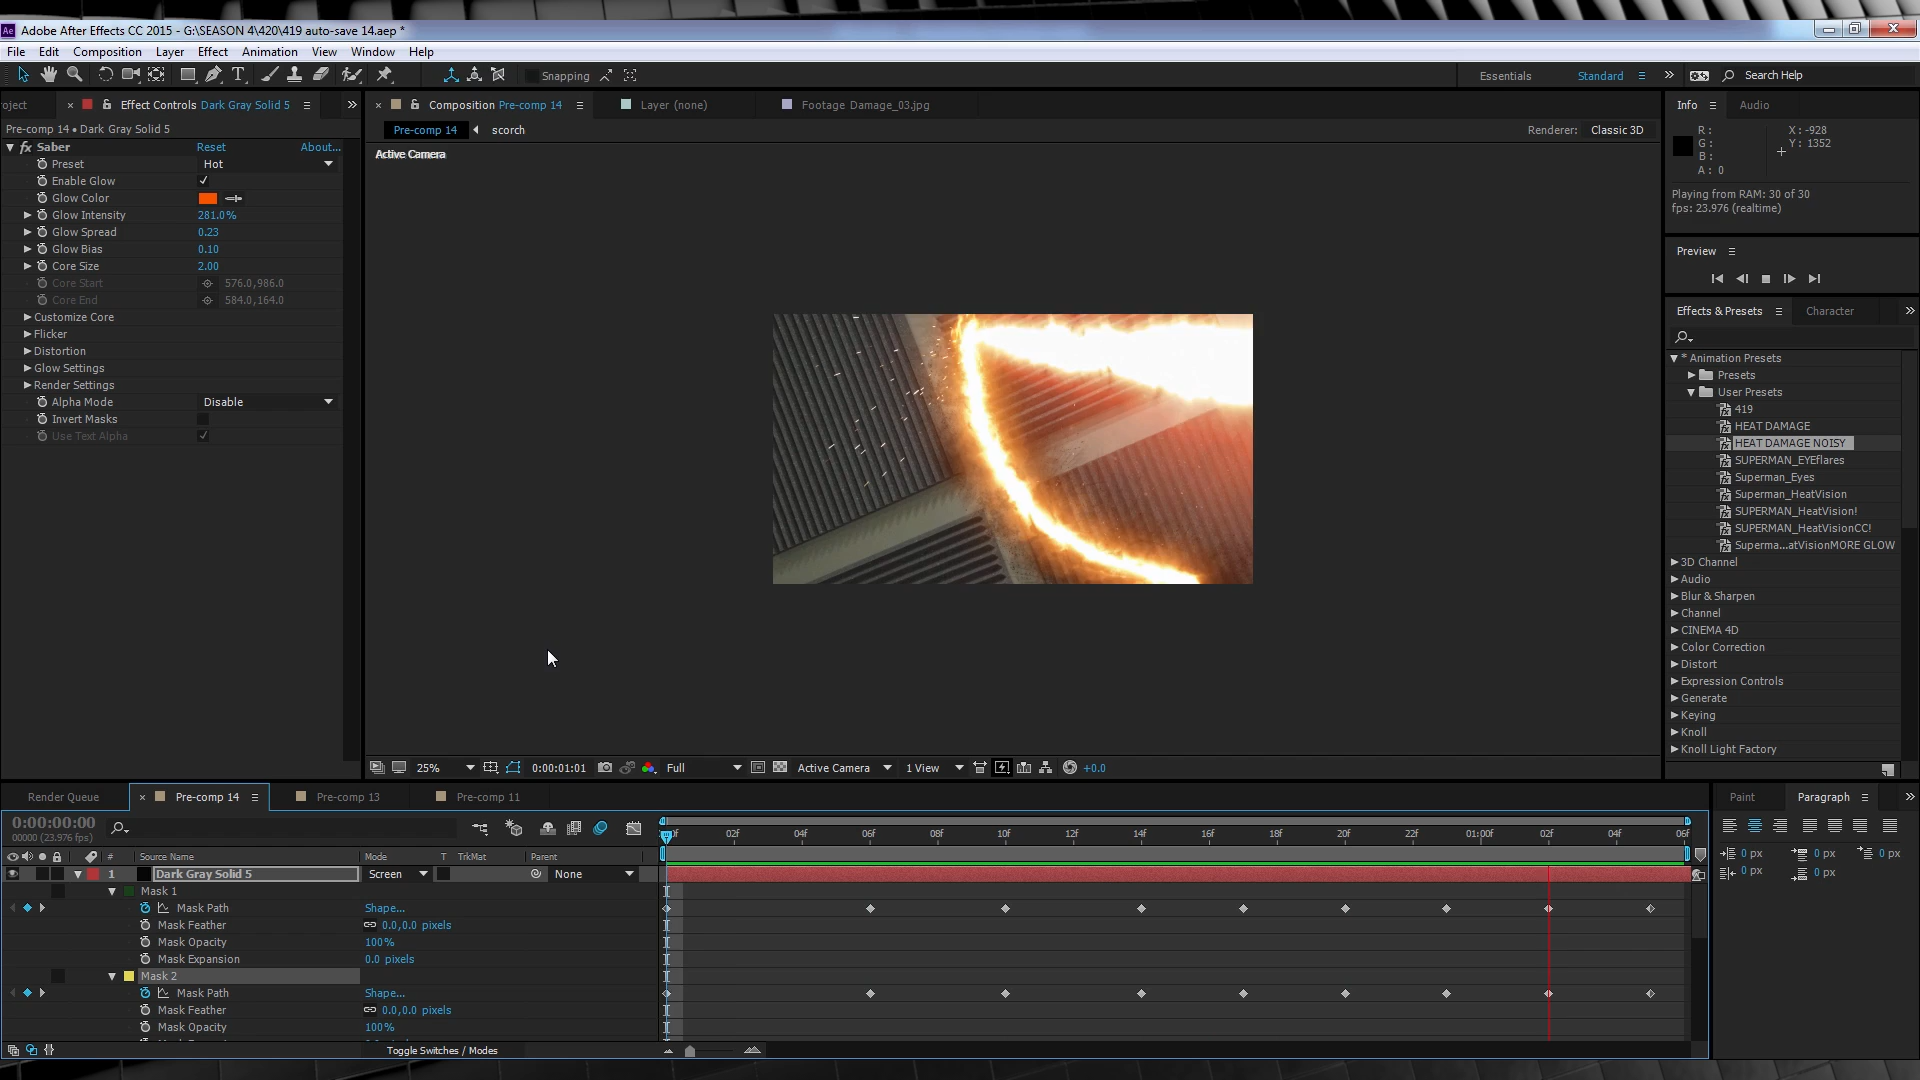 Adobe After Effects CC 2015 - G:\SEASON 4\420\419 auto-save 14.aep *
File Edit Composition Layer Effect Animation View Window Help
Snapping
Essentials Standard Search Help
oject Effect Controls Dark Gray Solid 5
Composition Pre-comp 14 Layer (none) Footage Damage_03.jpg
Info Audio
Pre-comp 14 • Dark Gray Solid 5
Pre-comp 14 scorch
Renderer: Classic 3D
Active Camera
R: X: -928
G: Y: 1352
B:
A: 0
Playing from RAM: 30 of 30
fps: 23.976 (realtime)
Preview
Effects & Presets Character
fx Saber Reset About...
Preset Hot
Enable Glow
Glow Color
Glow Intensity 281.0%
Glow Spread 0.23
Glow Bias 0.10
Core Size 2.00
Core Start 576.0,986.0
Core End 584.0,164.0
Customize Core
Flicker
Distortion
Glow Settings
Render Settings
Alpha Mode Disable
Invert Masks
Use Text Alpha
* Animation Presets
Presets
User Presets
419
HEAT DAMAGE
HEAT DAMAGE NOISY
SUPERMAN_EYEflares
Superman_Eyes
Superman_HeatVision
SUPERMAN_HeatVision!
SUPERMAN_HeatVisionCC!
Superma...atVisionMORE GLOW
3D Channel
Audio
Blur & Sharpen
Channel
CINEMA 4D
Color Correction
Distort
Expression Controls
Generate
Keying
Knoll
Knoll Light Factory
25% 0:00:01:01 Full Active Camera 1 View +0.0
Render Queue Pre-comp 14 Pre-comp 13 Pre-comp 11
Paint Paragraph
0:00:00:00
00000 (23.976 fps)
02f 04f 06f 08f 10f 12f 14f 16f 18f 20f 22f 01:00f 02f 04f 06f
# Source Name Mode T TrkMat Parent
1 Dark Gray Solid 5 Screen None
Mask 1
Mask Path Shape...
Mask Feather 0.0,0.0 pixels
Mask Opacity 100%
Mask Expansion 0.0 pixels
Mask 2
Mask Path Shape...
Mask Feather 0.0,0.0 pixels
Mask Opacity 100%
Toggle Switches / Modes
0 px 0 px 0 px
0 px 0 px